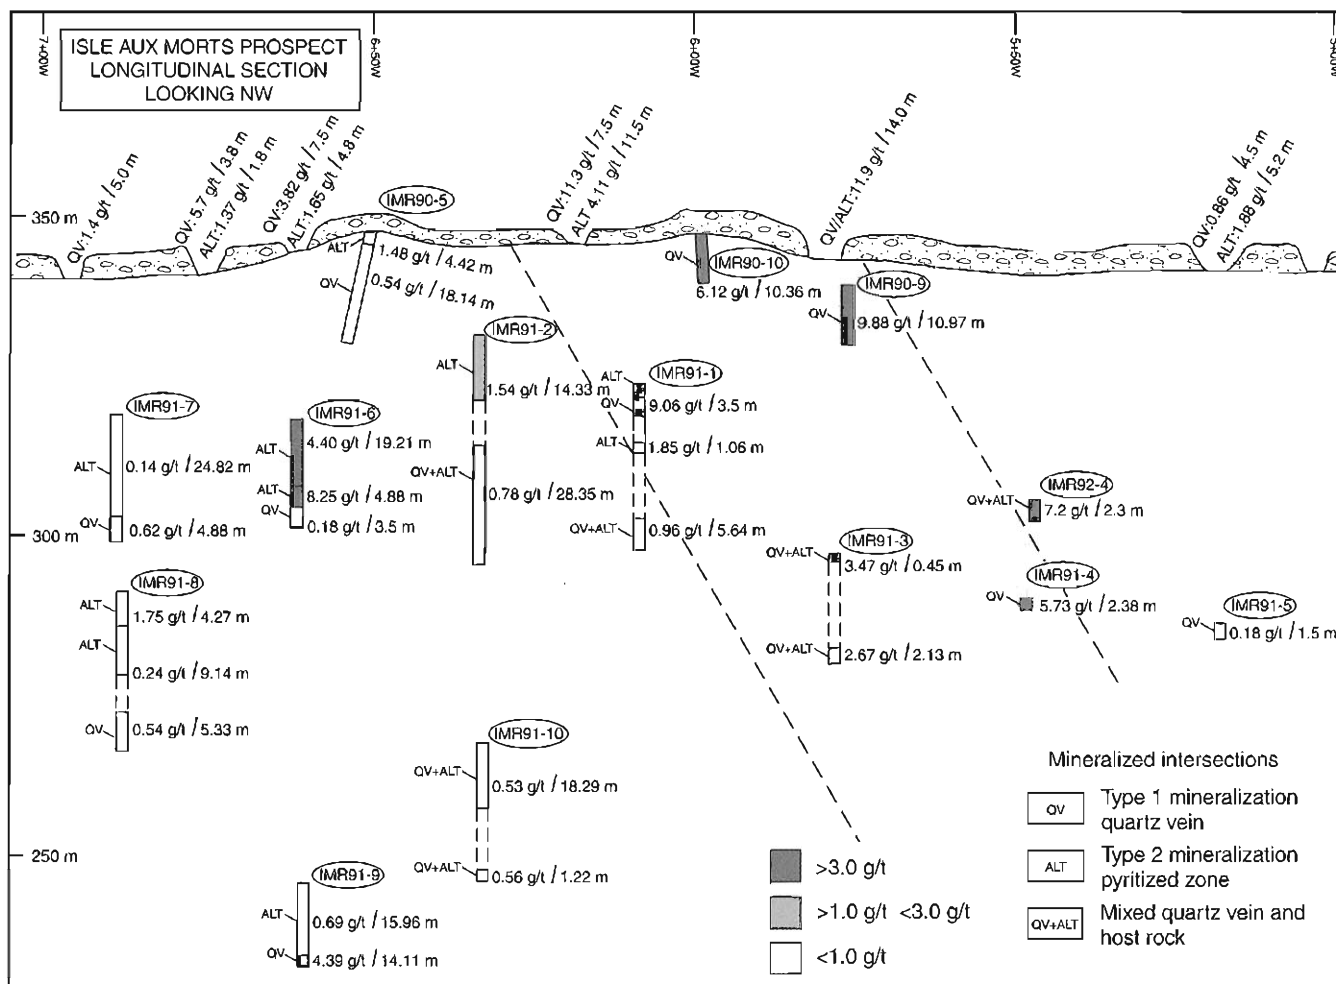 7+00W
6+50W
6+00W
5+50W
ISLE AUX MORTS PROSPECT
LONGITUDINAL SECTION
LOOKING NW
QV:1.4 g/t / 5.0 m
QV:5.7 g/t / 3.8 m
ALT:1.37 g/t / 1.8 m
QV:3.82 g/t / 7.5 m
ALT:1.65 g/t / 4.8 m
QV:11.3 g/t / 7.5 m
ALT 4.11 g/t / 11.5 m
QV/ALT:11.9 g/t / 14.0 m
QV:0.86 g/t / 4.5 m
ALT:1.88 g/t / 5.2 m
350 m
300 m
250 m
IMR90-5
ALT
1.48 g/t / 4.42 m
QV
0.54 g/t / 18.14 m
IMR90-10
QV
6.12 g/t / 10.36 m
IMR90-9
QV
9.88 g/t / 10.97 m
IMR91-2
ALT
1.54 g/t / 14.33 m
QV+ALT
0.78 g/t / 28.35 m
IMR91-1
ALT
QV
9.06 g/t / 3.5 m
ALT
1.85 g/t / 1.06 m
QV+ALT
0.96 g/t / 5.64 m
IMR91-7
ALT
0.14 g/t / 24.82 m
QV
0.62 g/t / 4.88 m
IMR91-6
4.40 g/t / 19.21 m
ALT
ALT
8.25 g/t / 4.88 m
QV
0.18 g/t / 3.5 m
IMR92-4
QV+ALT
7.2 g/t / 2.3 m
IMR91-3
QV+ALT
3.47 g/t / 0.45 m
QV+ALT
2.67 g/t / 2.13 m
IMR91-4
QV
5.73 g/t / 2.38 m
IMR91-5
QV
0.18 g/t / 1.5 m
IMR91-8
ALT
1.75 g/t / 4.27 m
ALT
0.24 g/t / 9.14 m
QV
0.54 g/t / 5.33 m
IMR91-10
QV+ALT
0.53 g/t / 18.29 m
QV+ALT
0.56 g/t / 1.22 m
IMR91-9
ALT
0.69 g/t / 15.96 m
QV
4.39 g/t / 14.11 m
>3.0 g/t
>1.0 g/t <3.0 g/t
<1.0 g/t
Mineralized intersections
QV
Type 1 mineralization
quartz vein
ALT
Type 2 mineralization
pyritized zone
QV+ALT
Mixed quartz vein and
host rock